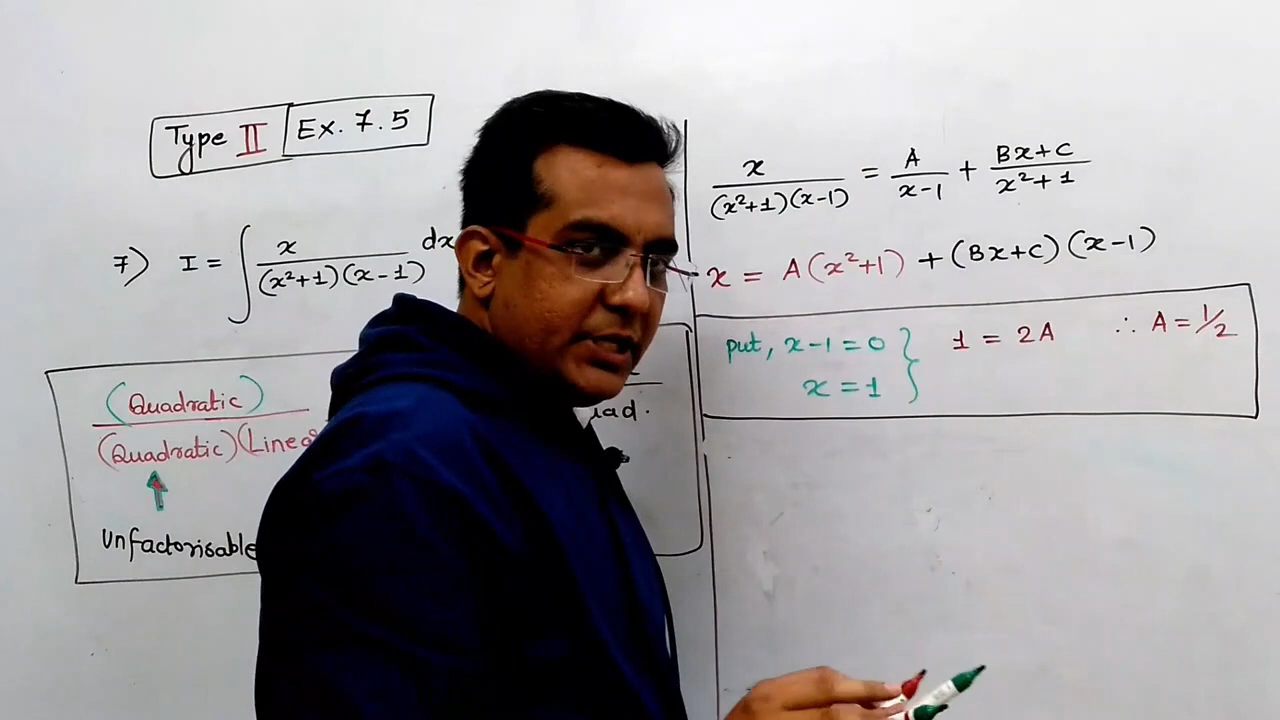 Type II Ex. 7.5
7) I = ∫ x / (x²+1)(x-1) dx
(Quadratic)
(Quadratic)(Linear
↑
Unfactorisable
x / (x²+1)(x-1) = A / x-1 + Bx+C / x²+1
x = A(x²+1) + (Bx+C)(x-1)
put, x-1=0 } 1 = 2A ∴ A = 1/2
x = 1